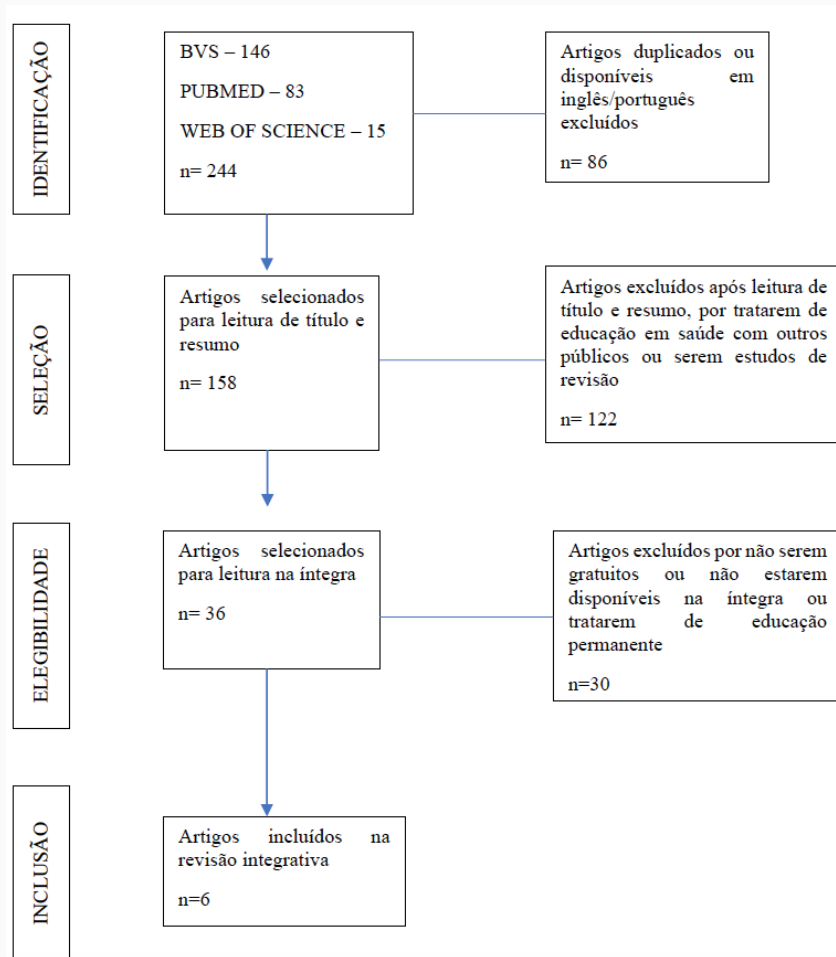 IDENTIFICAÇÃO
BVS – 146
PUBMED – 83
WEB OF SCIENCE – 15
n= 244
Artigos duplicados ou
disponíveis em
inglês/português
excluídos
n= 86
SELEÇÃO
Artigos selecionados
para leitura de título e
resumo
n= 158
Artigos excluídos após leitura de
título e resumo, por tratarem de
educação em saúde com outros
públicos ou serem estudos de
revisão
n= 122
ELEGIBILIDADE
Artigos selecionados
para leitura na íntegra
n= 36
Artigos excluídos por não serem
gratuitos ou não estarem
disponíveis na íntegra ou
tratarem de educação
permanente
n=30
INCLUSÃO
Artigos incluídos na
revisão integrativa
n=6